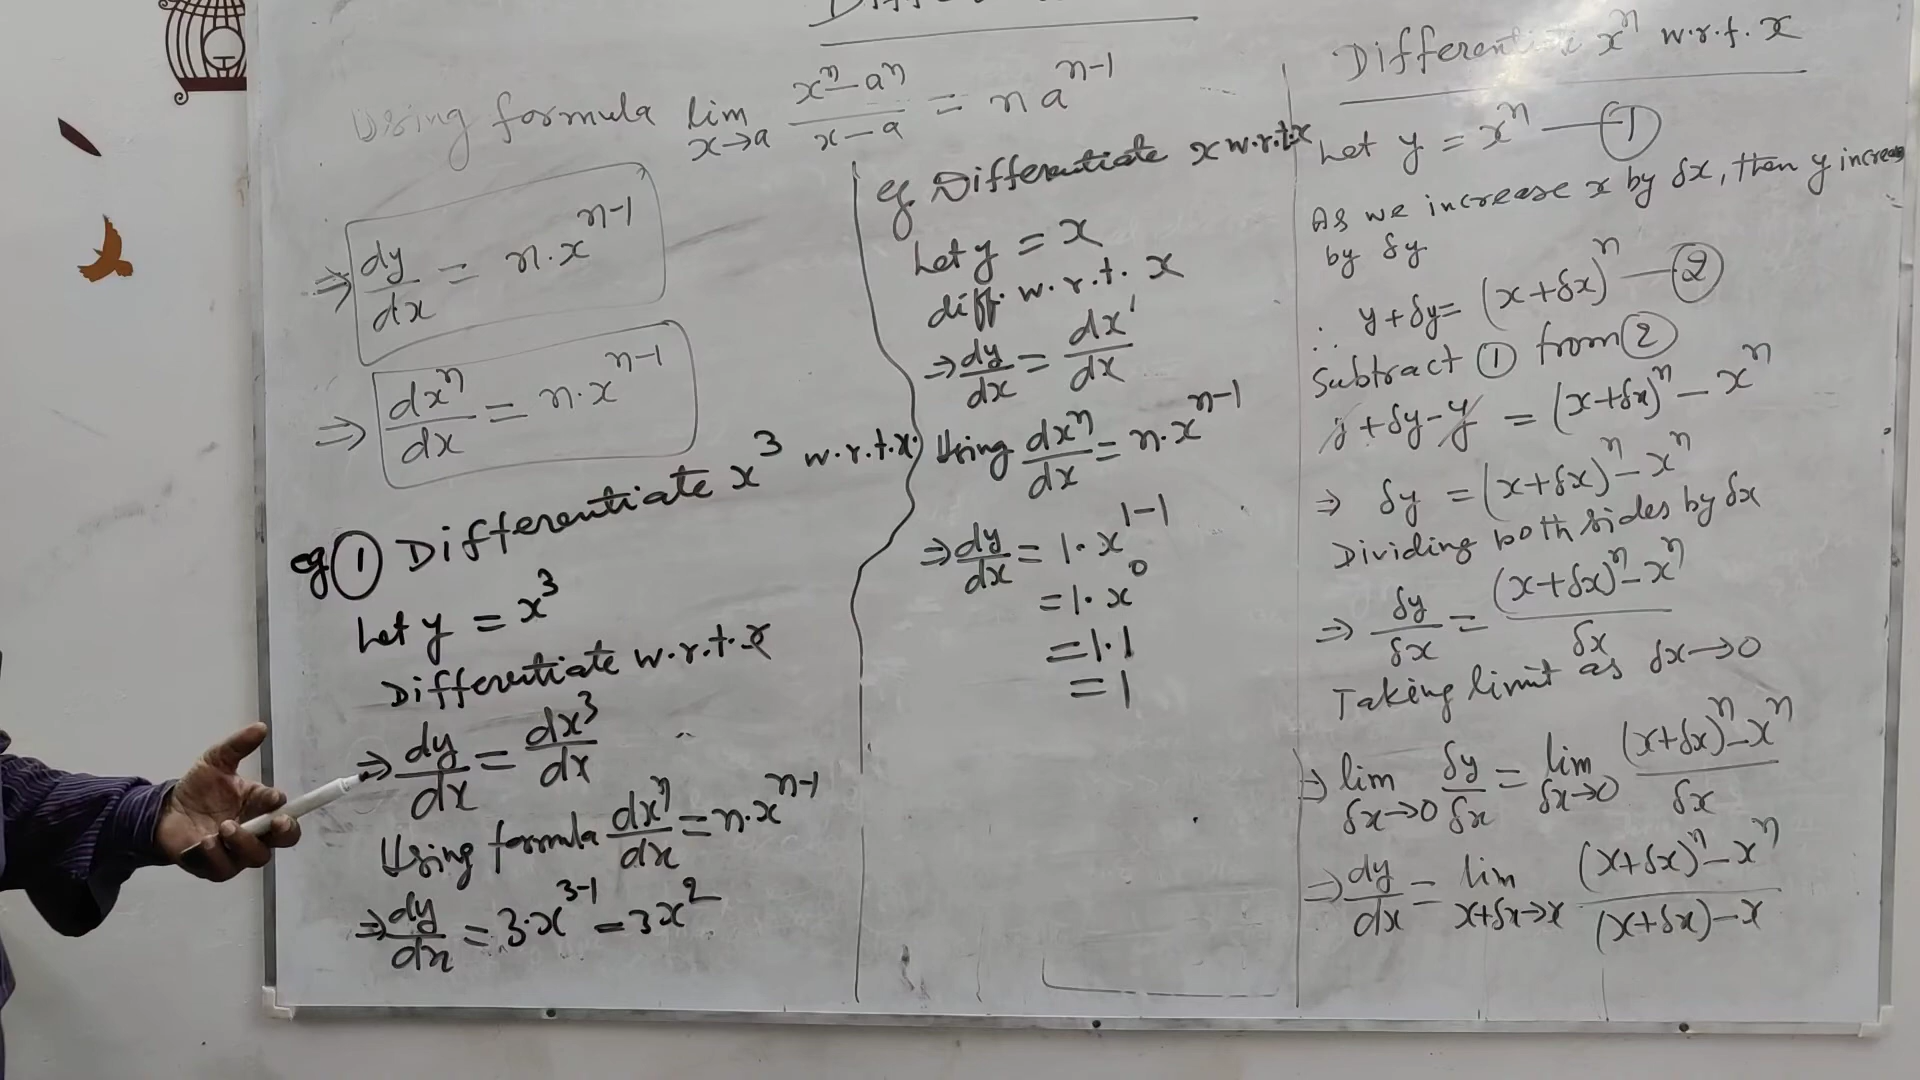 Using formula lim x→a (xⁿ−aⁿ)/(x−a) = n aⁿ⁻¹
⇒ dy/dx = n·xⁿ⁻¹
⇒ dxⁿ/dx = n·xⁿ⁻¹
eg ① Differentiate x³ w.r.t.x.
Let y = x³
Differentiate w.r.t.x
⇒ dy/dx = dx³/dx
Using formula dxⁿ/dx = n·xⁿ⁻¹
⇒ dy/dx = 3·x³⁻¹ = 3x²
eg. Differentiate x w.r.t.x
Let y = x
diff. w.r.t. x
⇒ dy/dx = dx¹/dx
Using dxⁿ/dx = n·xⁿ⁻¹
⇒ dy/dx = 1·x¹⁻¹
= 1·x⁰
= 1·1
= 1
xⁿ w.r.t. x
Let y = xⁿ — ①
As we increase x by δx, then y increases
by δy.
∴ y+δy = (x+δx)ⁿ — ②
Subtract ① from ②
y+δy−y = (x+δx)ⁿ − xⁿ
⇒ δy = (x+δx)ⁿ − xⁿ
Dividing both sides by δx
⇒ δy/δx = ((x+δx)ⁿ−xⁿ)/δx
Taking limit as δx→0
⇒ lim δx→0 δy/δx = lim δx→0 ((x+δx)ⁿ−xⁿ)/δx
⇒ dy/dx = lim x+δx→x ((x+δx)ⁿ−xⁿ)/((x+δx)−x)